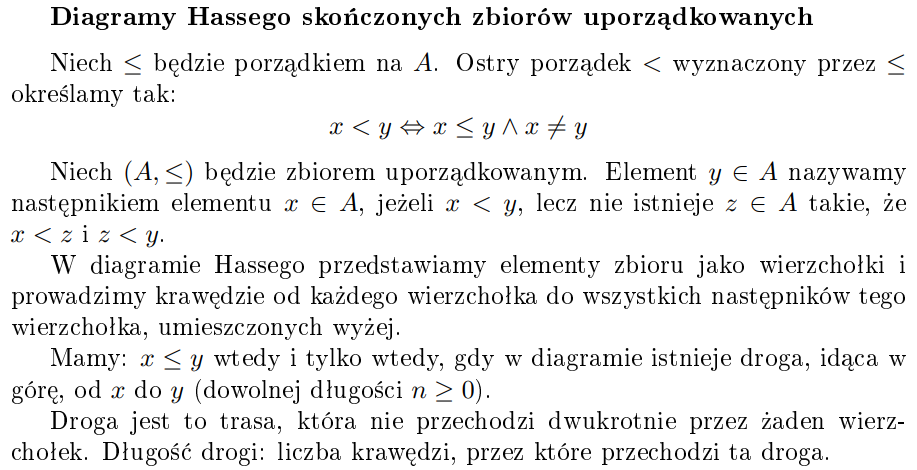 Diagramy Hassego skończonych zbiorów uporządkowanych
Niech ≤ będzie porządkiem na A. Ostry porządek < wyznaczony przez ≤
określamy tak:
x < y ⇔ x ≤ y ∧ x ≠ y
Niech (A, ≤) będzie zbiorem uporządkowanym. Element y ∈ A nazywamy
następnikiem elementu x ∈ A, jeżeli x < y, lecz nie istnieje z ∈ A takie, że
x < z i z < y.
W diagramie Hassego przedstawiamy elementy zbioru jako wierzchołki i
prowadzimy krawędzie od każdego wierzchołka do wszystkich następników tego
wierzchołka, umieszczonych wyżej.
Mamy: x ≤ y wtedy i tylko wtedy, gdy w diagramie istnieje droga, idąca w
górę, od x do y (dowolnej długości n ≥ 0).
Droga jest to trasa, która nie przechodzi dwukrotnie przez żaden wierz-
chołek. Długość drogi: liczba krawędzi, przez które przechodzi ta droga.